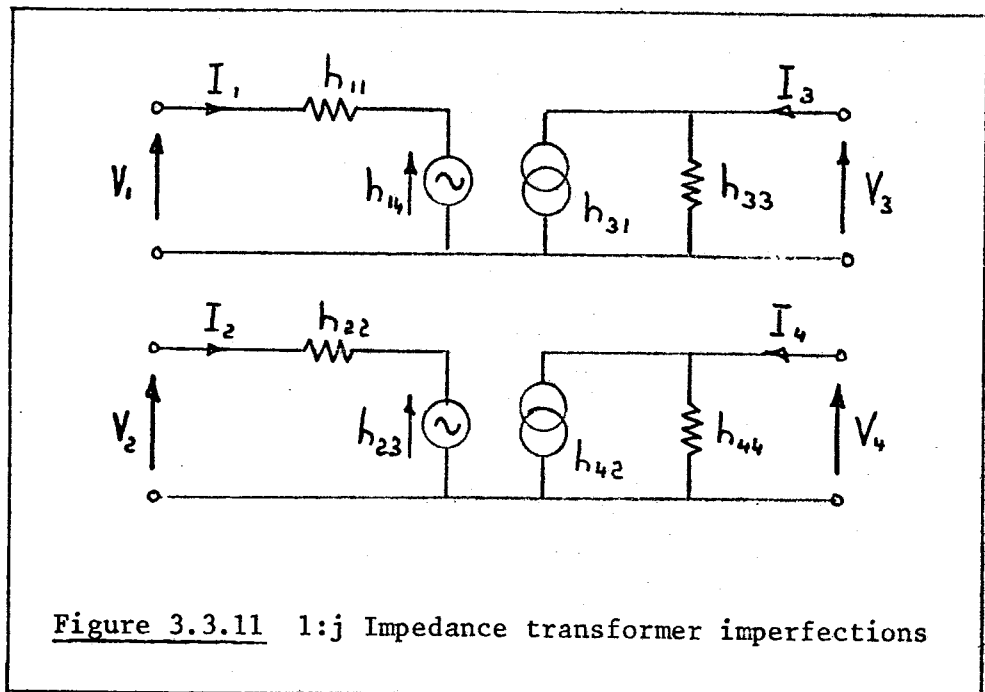 I₁ h₁₁ I₃
V₁ h₁₄ h₃₁ h₃₃ V₃
I₂ h₂₂ I₄
V₂ h₂₃ h₄₂ h₄₄ V₄
Figure 3.3.11 1:j Impedance transformer imperfections